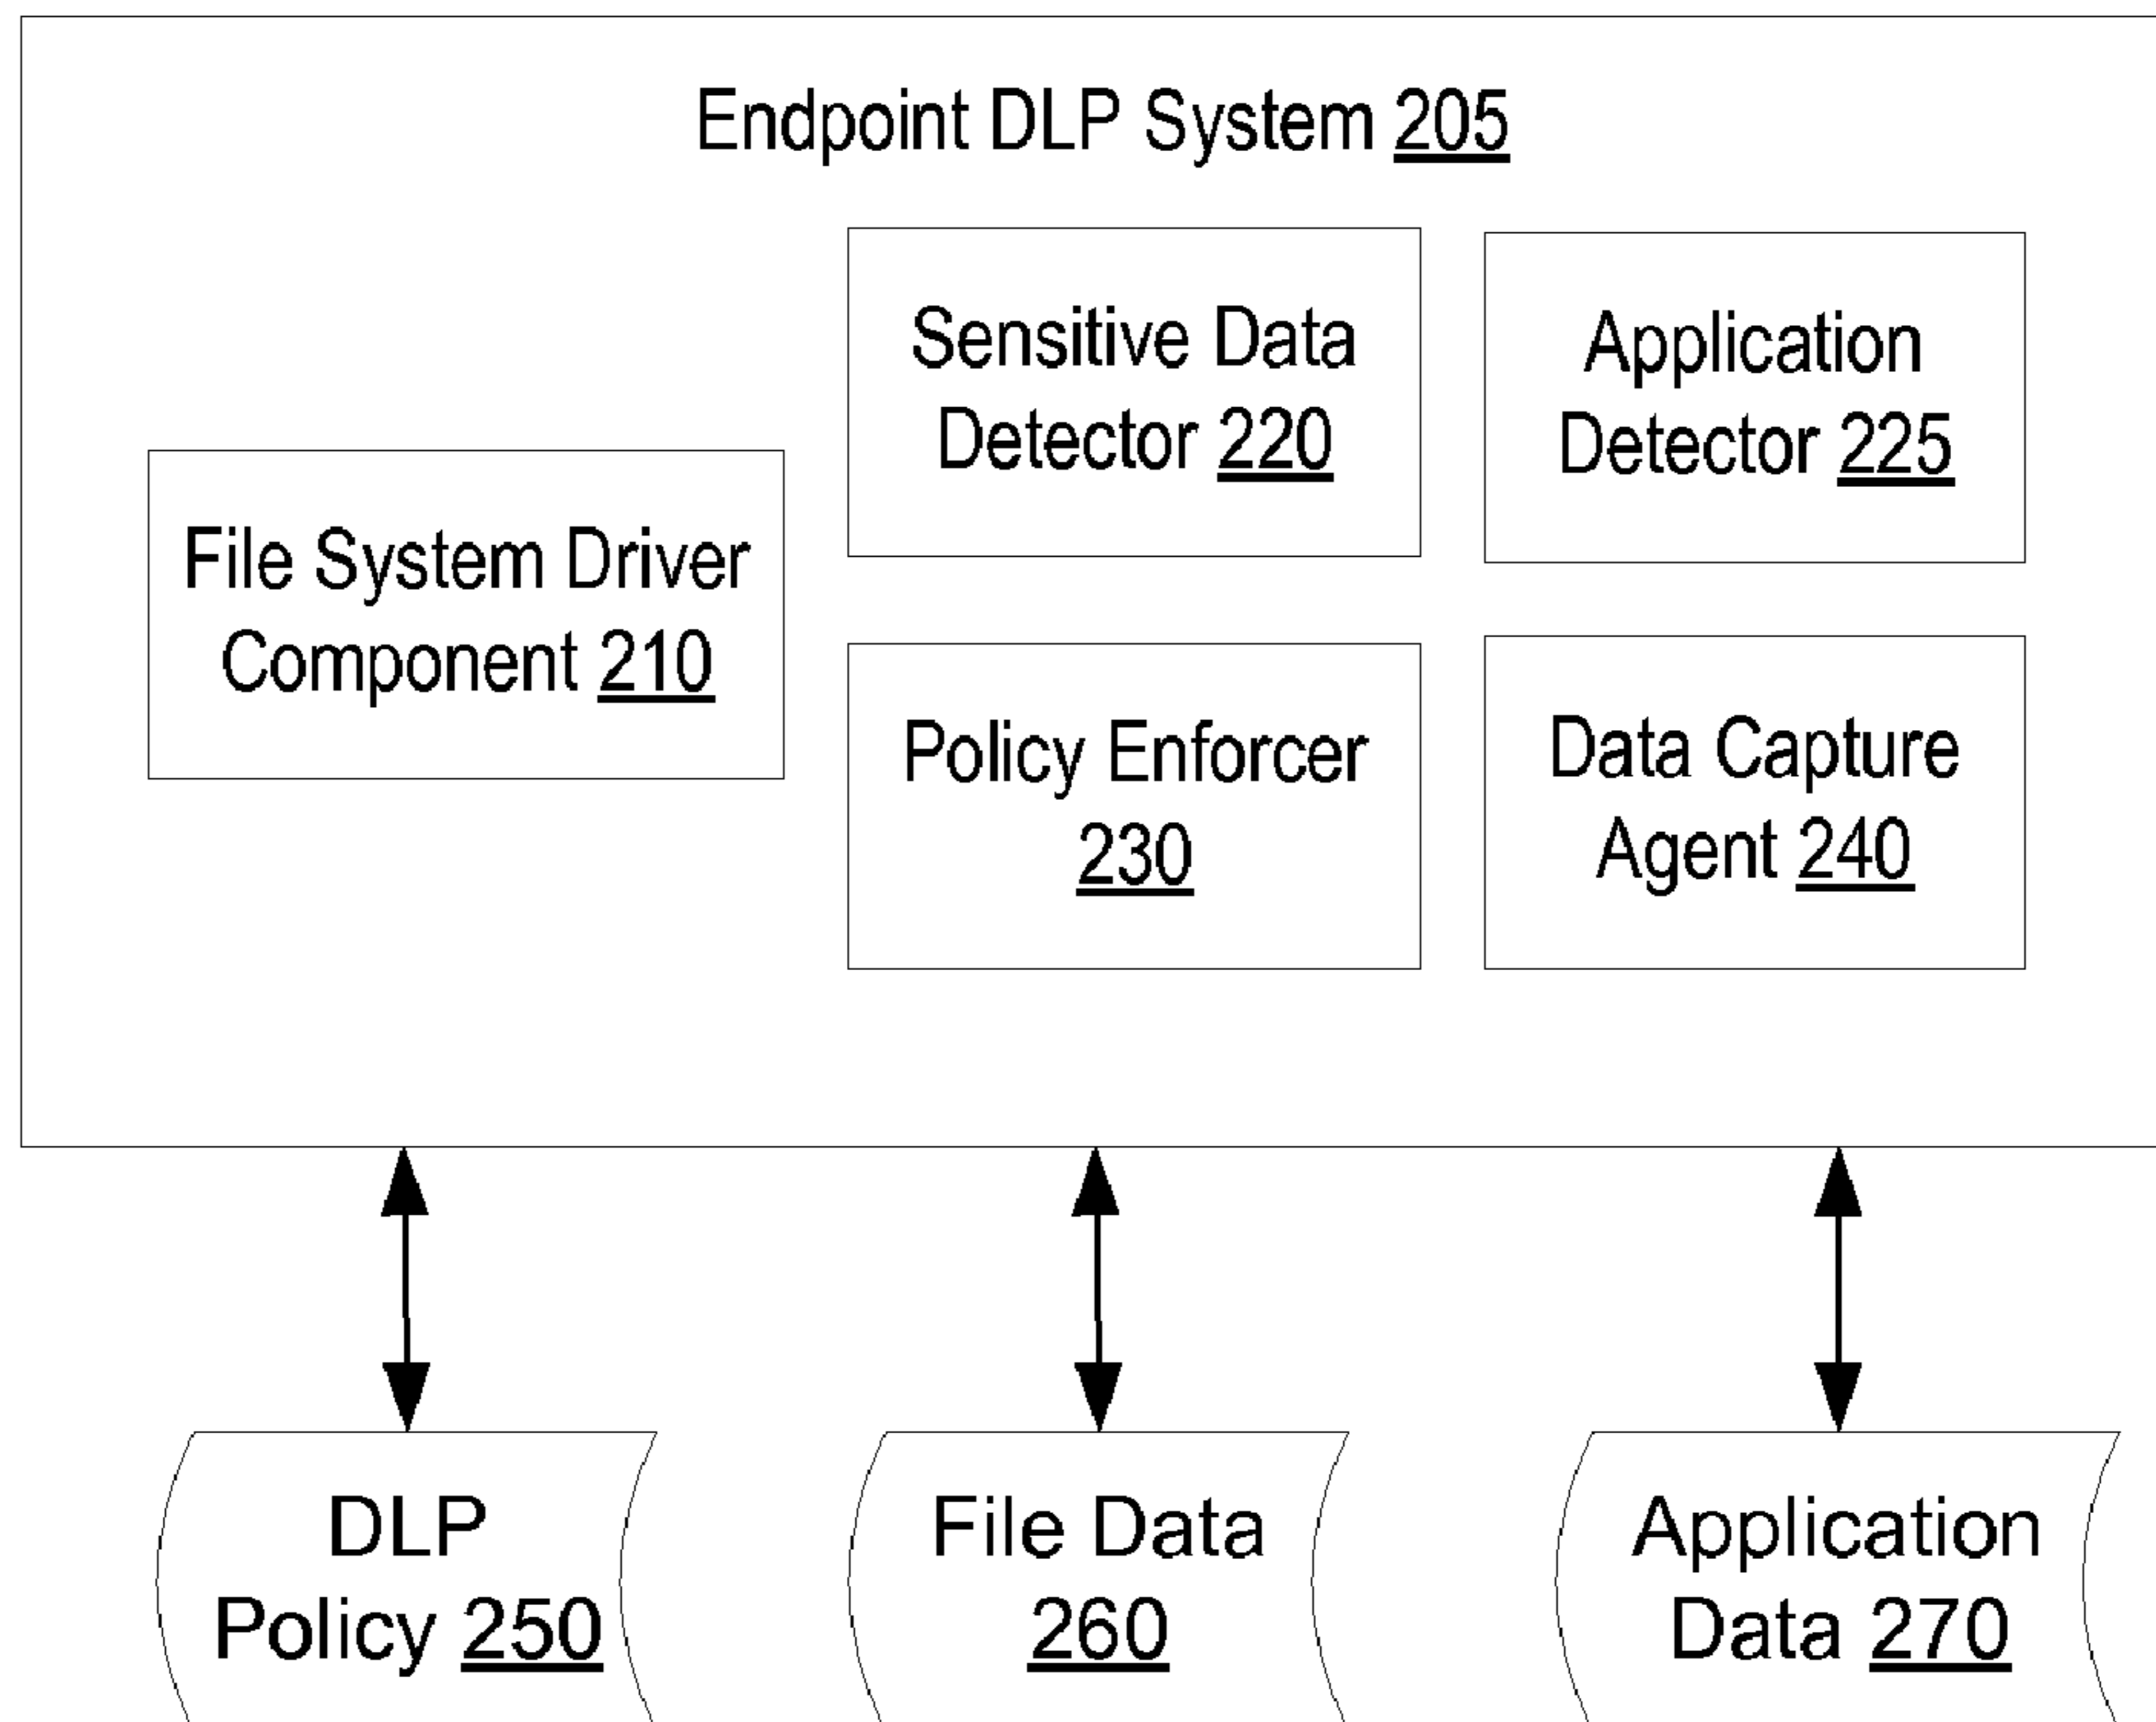 Endpoint DLP System 205
Sensitive Data
Detector 220
Application
Detector 225
File System Driver
Component 210
Policy Enforcer
230
Data Capture
Agent 240
DLP
Policy 250
File Data
260
Application
Data 270